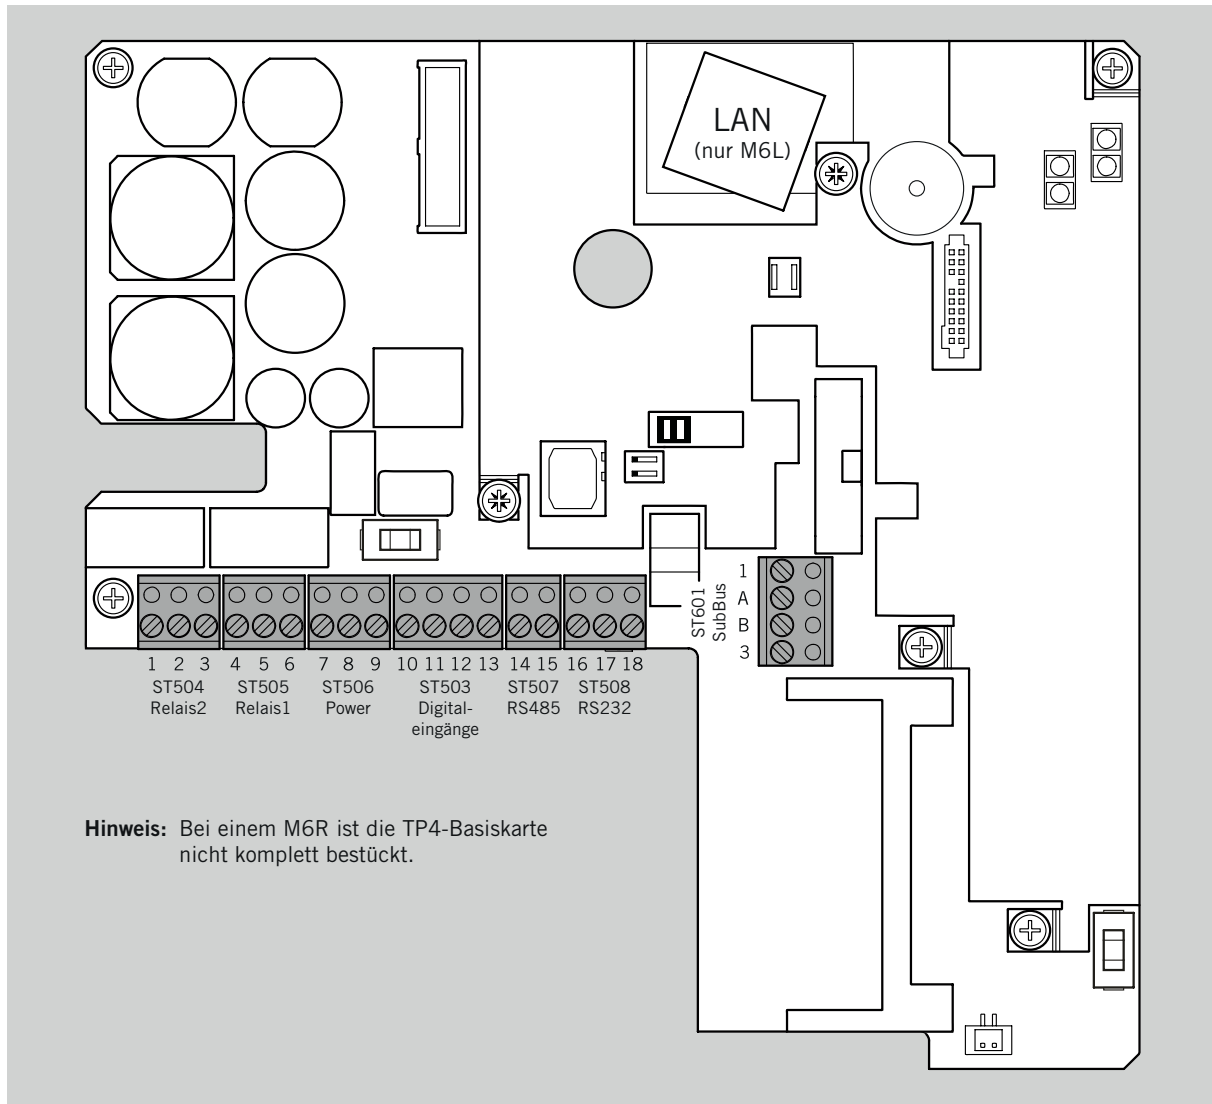 LAN
(nur M6L)
1
A
B
3
ST601
SubBus
1 2 3 4 5 6 7 8 9 10 11 12 13 14 15 16 17 18
ST504 ST505 ST506 ST503 ST507 ST508
Relais2 Relais1 Power Digital- RS485 RS232
eingänge
Hinweis: Bei einem M6R ist die TP4-Basiskarte
nicht komplett bestückt.